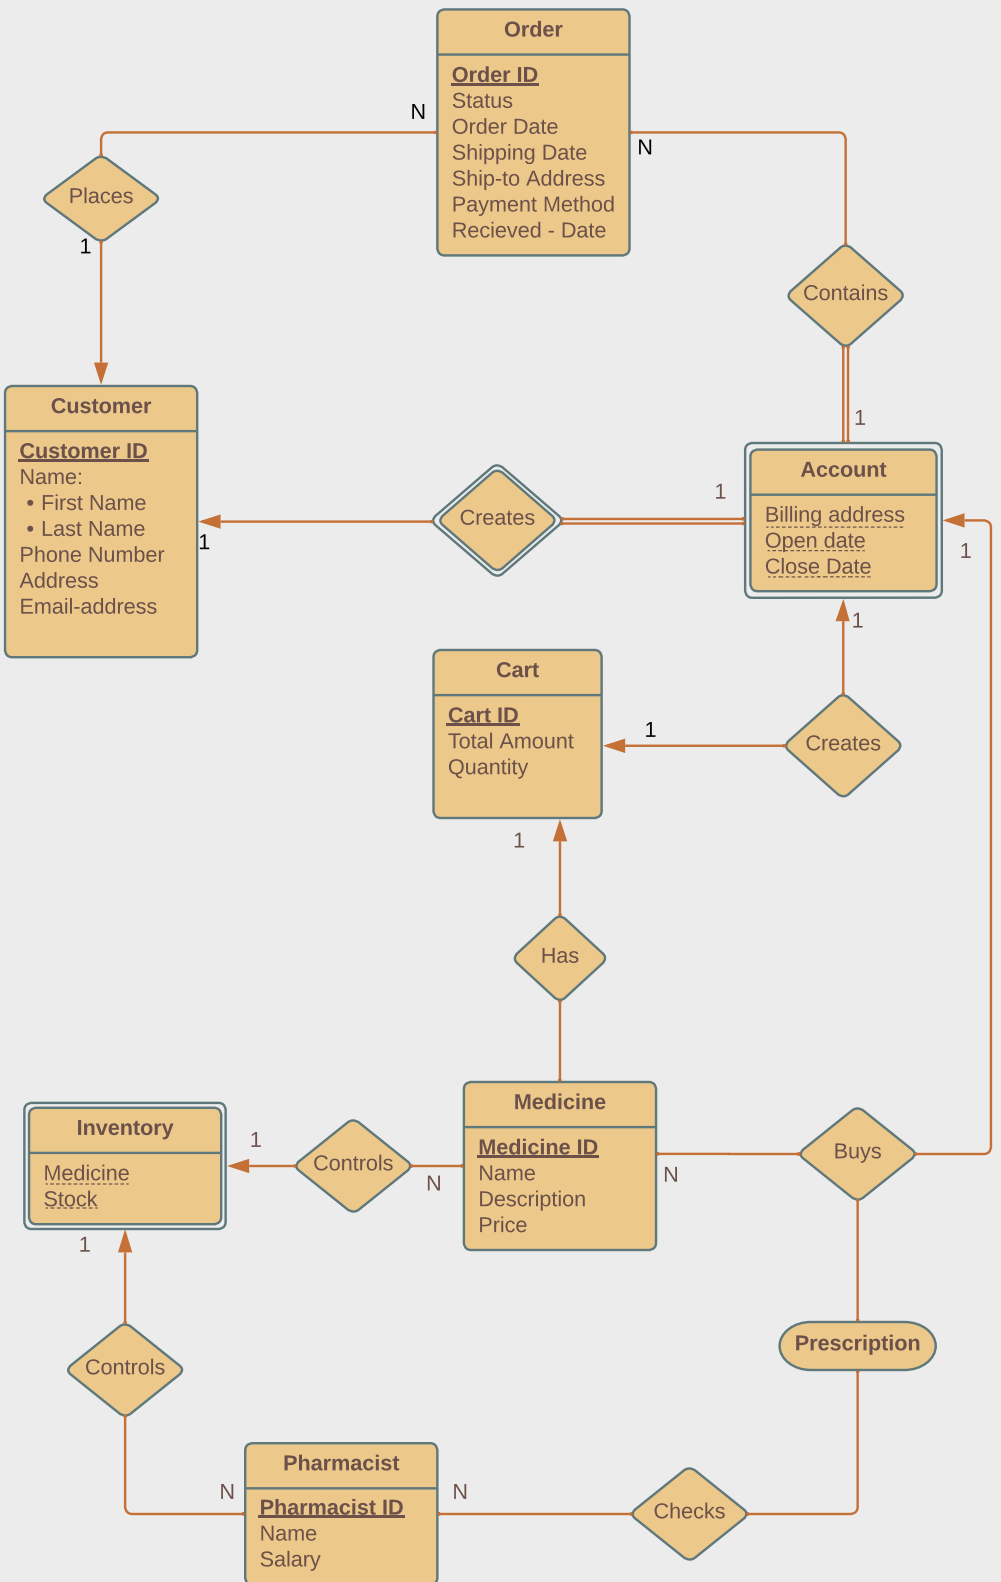 Order
Order ID
Status
Order Date
Shipping Date
Ship-to Address
Payment Method
Recieved - Date
N
N
Places
1
Contains
1
Customer
Customer ID
Name:
• First Name
• Last Name
Phone Number
Address
Email-address
1
Creates
1
Account
Billing address
Open date
Close Date
1
1
Cart
Cart ID
Total Amount
Quantity
1
Creates
1
Has
Medicine
Medicine ID
Name
Description
Price
Inventory
Medicine
Stock
1
Controls
N
N
Buys
1
Controls
Prescription
N
Pharmacist
Pharmacist ID
Name
Salary
N
Checks